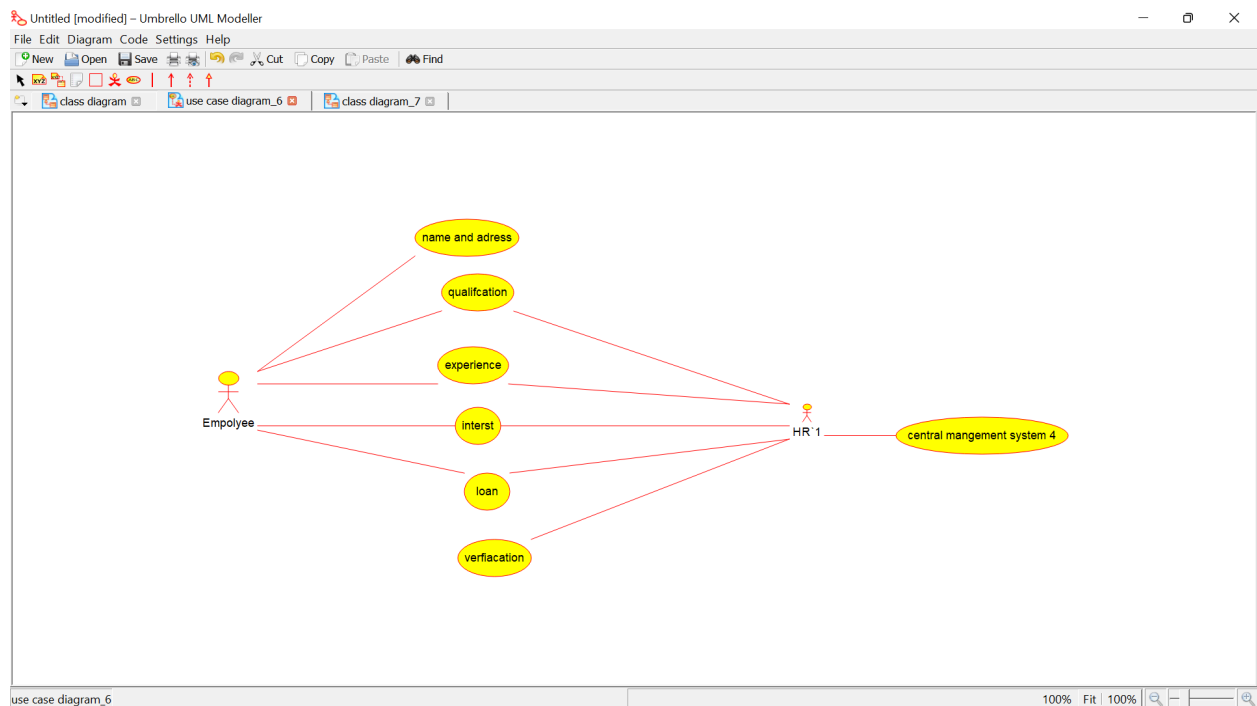 Untitled [modified] – Umbrello UML Modeller
File Edit Diagram Code Settings Help
New Open Save Cut Copy Paste Find
XYZ ABC
class diagram use case diagram_6 class diagram_7
name and adress
qualifcation
experience
Empolyee
interst
HR`1
central mangement system 4
loan
verfiacation
use case diagram_6
100% Fit 100%